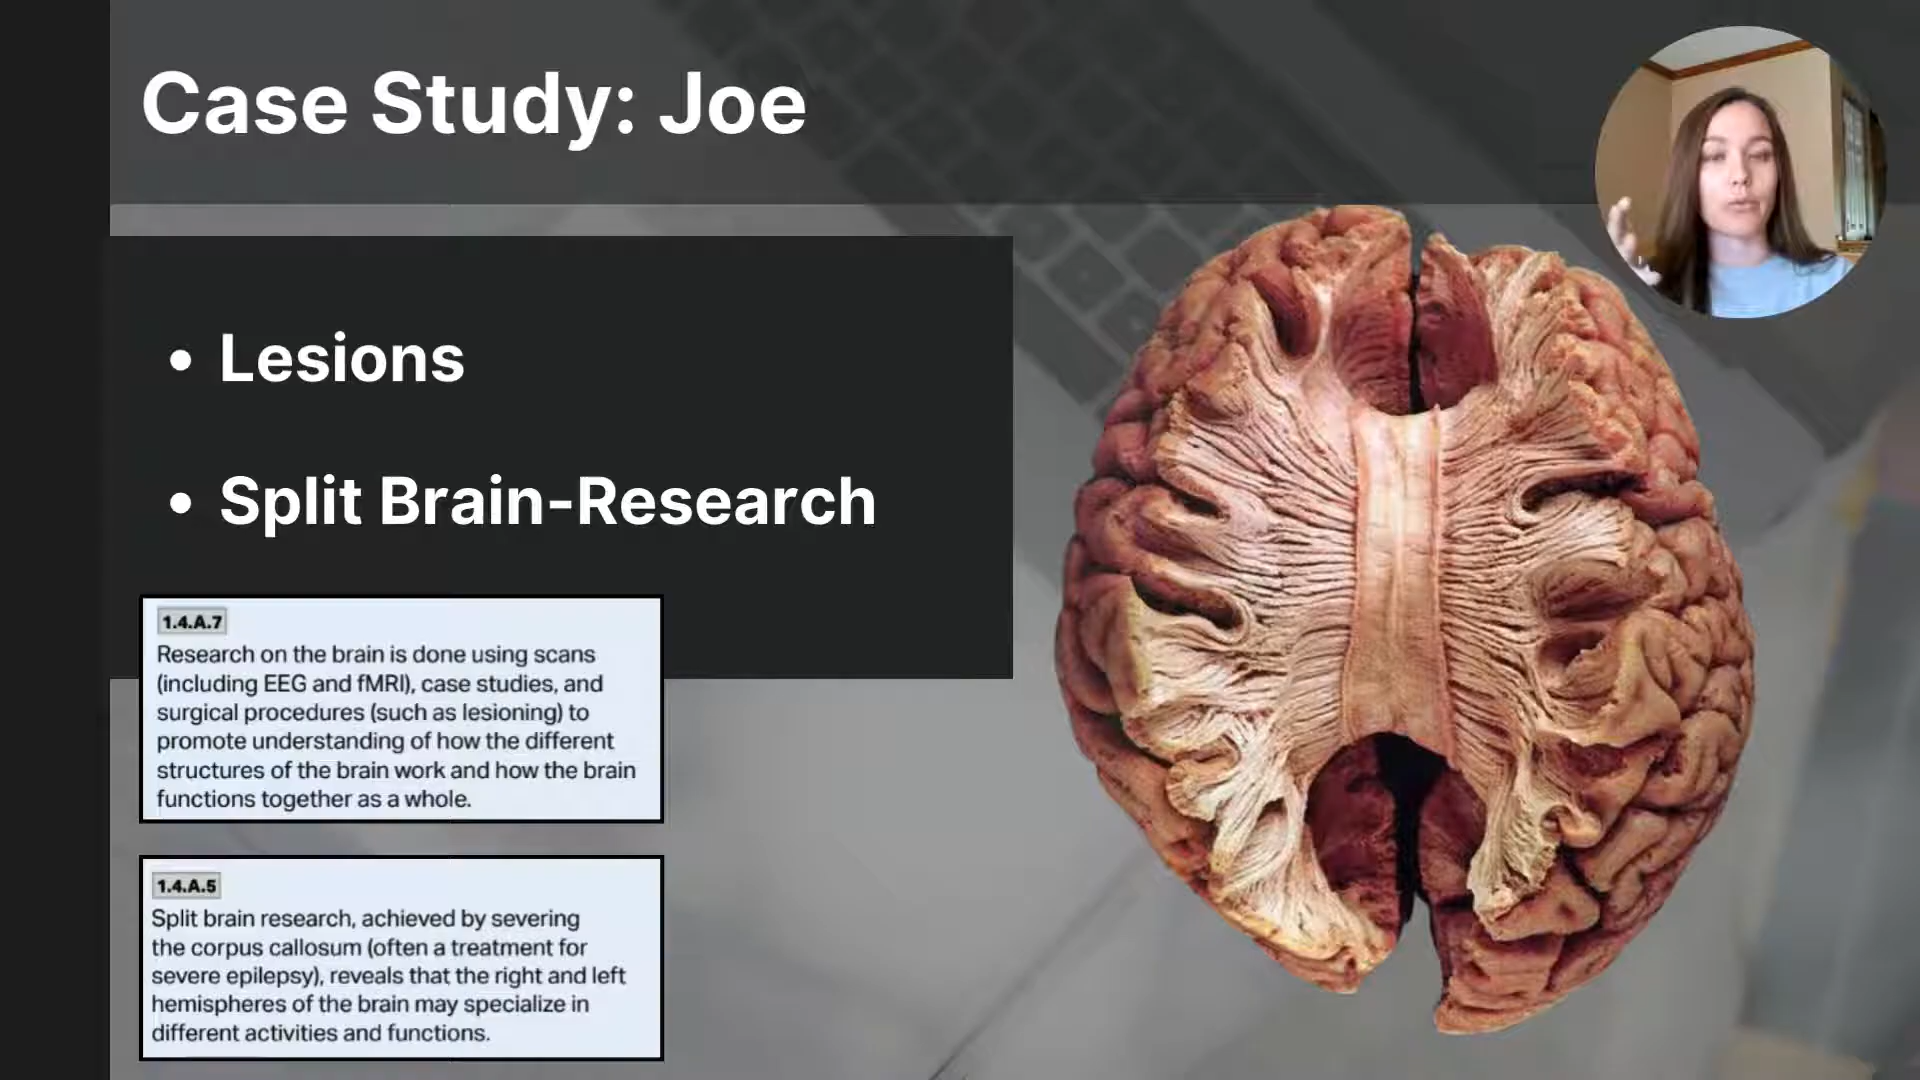 Case Study: Joe
• Lesions
• Split Brain-Research
1.4.A.7
Research on the brain is done using scans
(including EEG and fMRI), case studies, and
surgical procedures (such as lesioning) to
promote understanding of how the different
structures of the brain work and how the brain
functions together as a whole.
1.4.A.5
Split brain research, achieved by severing
the corpus callosum (often a treatment for
severe epilepsy), reveals that the right and left
hemispheres of the brain may specialize in
different activities and functions.